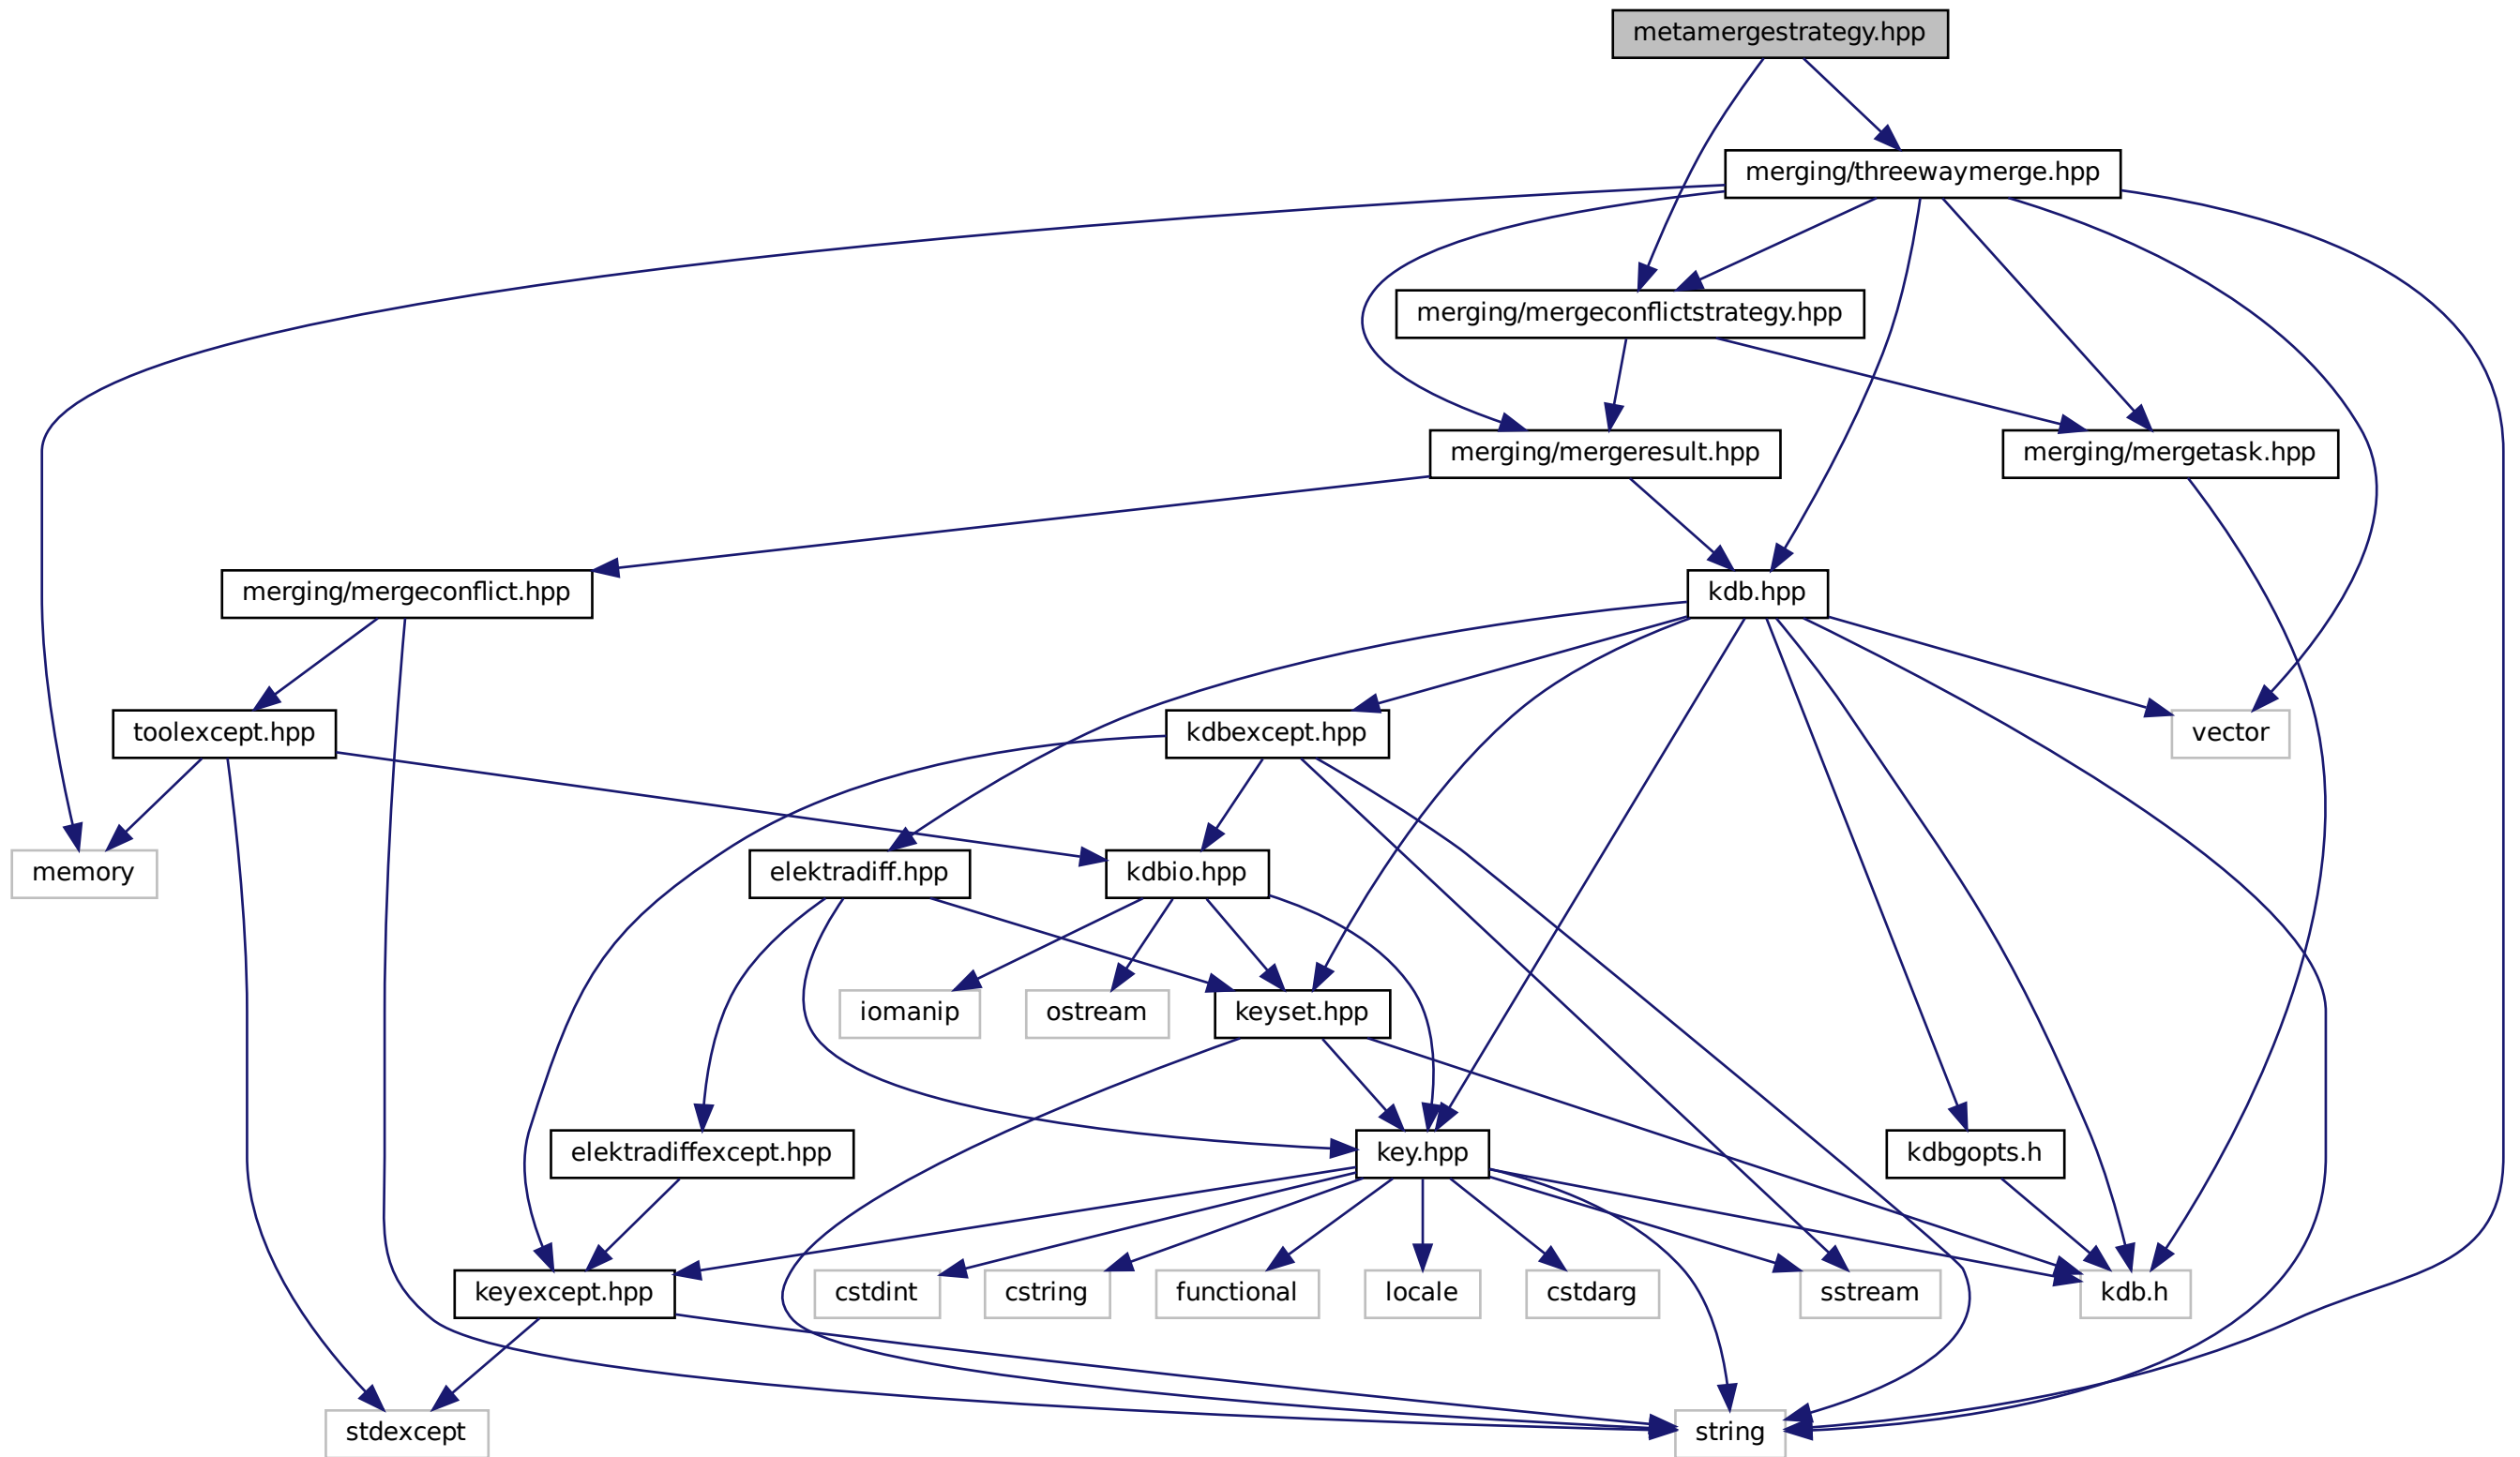 metamergestrategy.hpp
merging/threewaymerge.hpp
merging/mergeconflictstrategy.hpp
merging/mergeresult.hpp
merging/mergetask.hpp
merging/mergeconflict.hpp
kdb.hpp
toolexcept.hpp
kdbexcept.hpp
vector
memory
elektradiff.hpp
kdbio.hpp
iomanip
ostream
keyset.hpp
elektradiffexcept.hpp
key.hpp
kdbgopts.h
keyexcept.hpp
cstdint
cstring
functional
locale
cstdarg
sstream
kdb.h
stdexcept
string